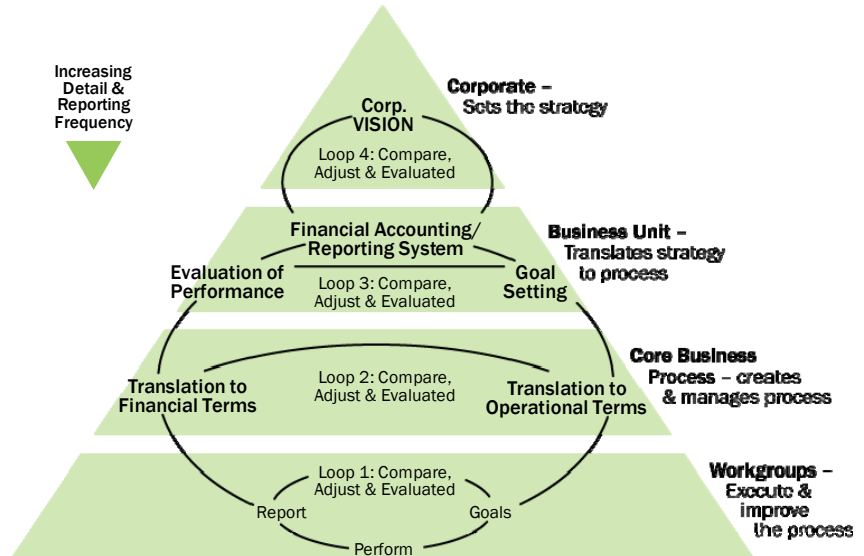 Increasing
Detail &
Reporting
Frequency
Corp.
VISION
Corporate –
Sets the strategy
Loop 4: Compare,
Adjust & Evaluated
Financial Accounting/
Reporting System
Business Unit –
Translates strategy
to process
Evaluation of
Performance
Goal
Setting
Loop 3: Compare,
Adjust & Evaluated
Core Business
Process – creates
& manages process
Translation to
Financial Terms
Loop 2: Compare,
Adjust & Evaluated
Translation to
Operational Terms
Workgroups –
Execute &
improve
the process
Loop 1: Compare,
Adjust & Evaluated
Report
Goals
Perform